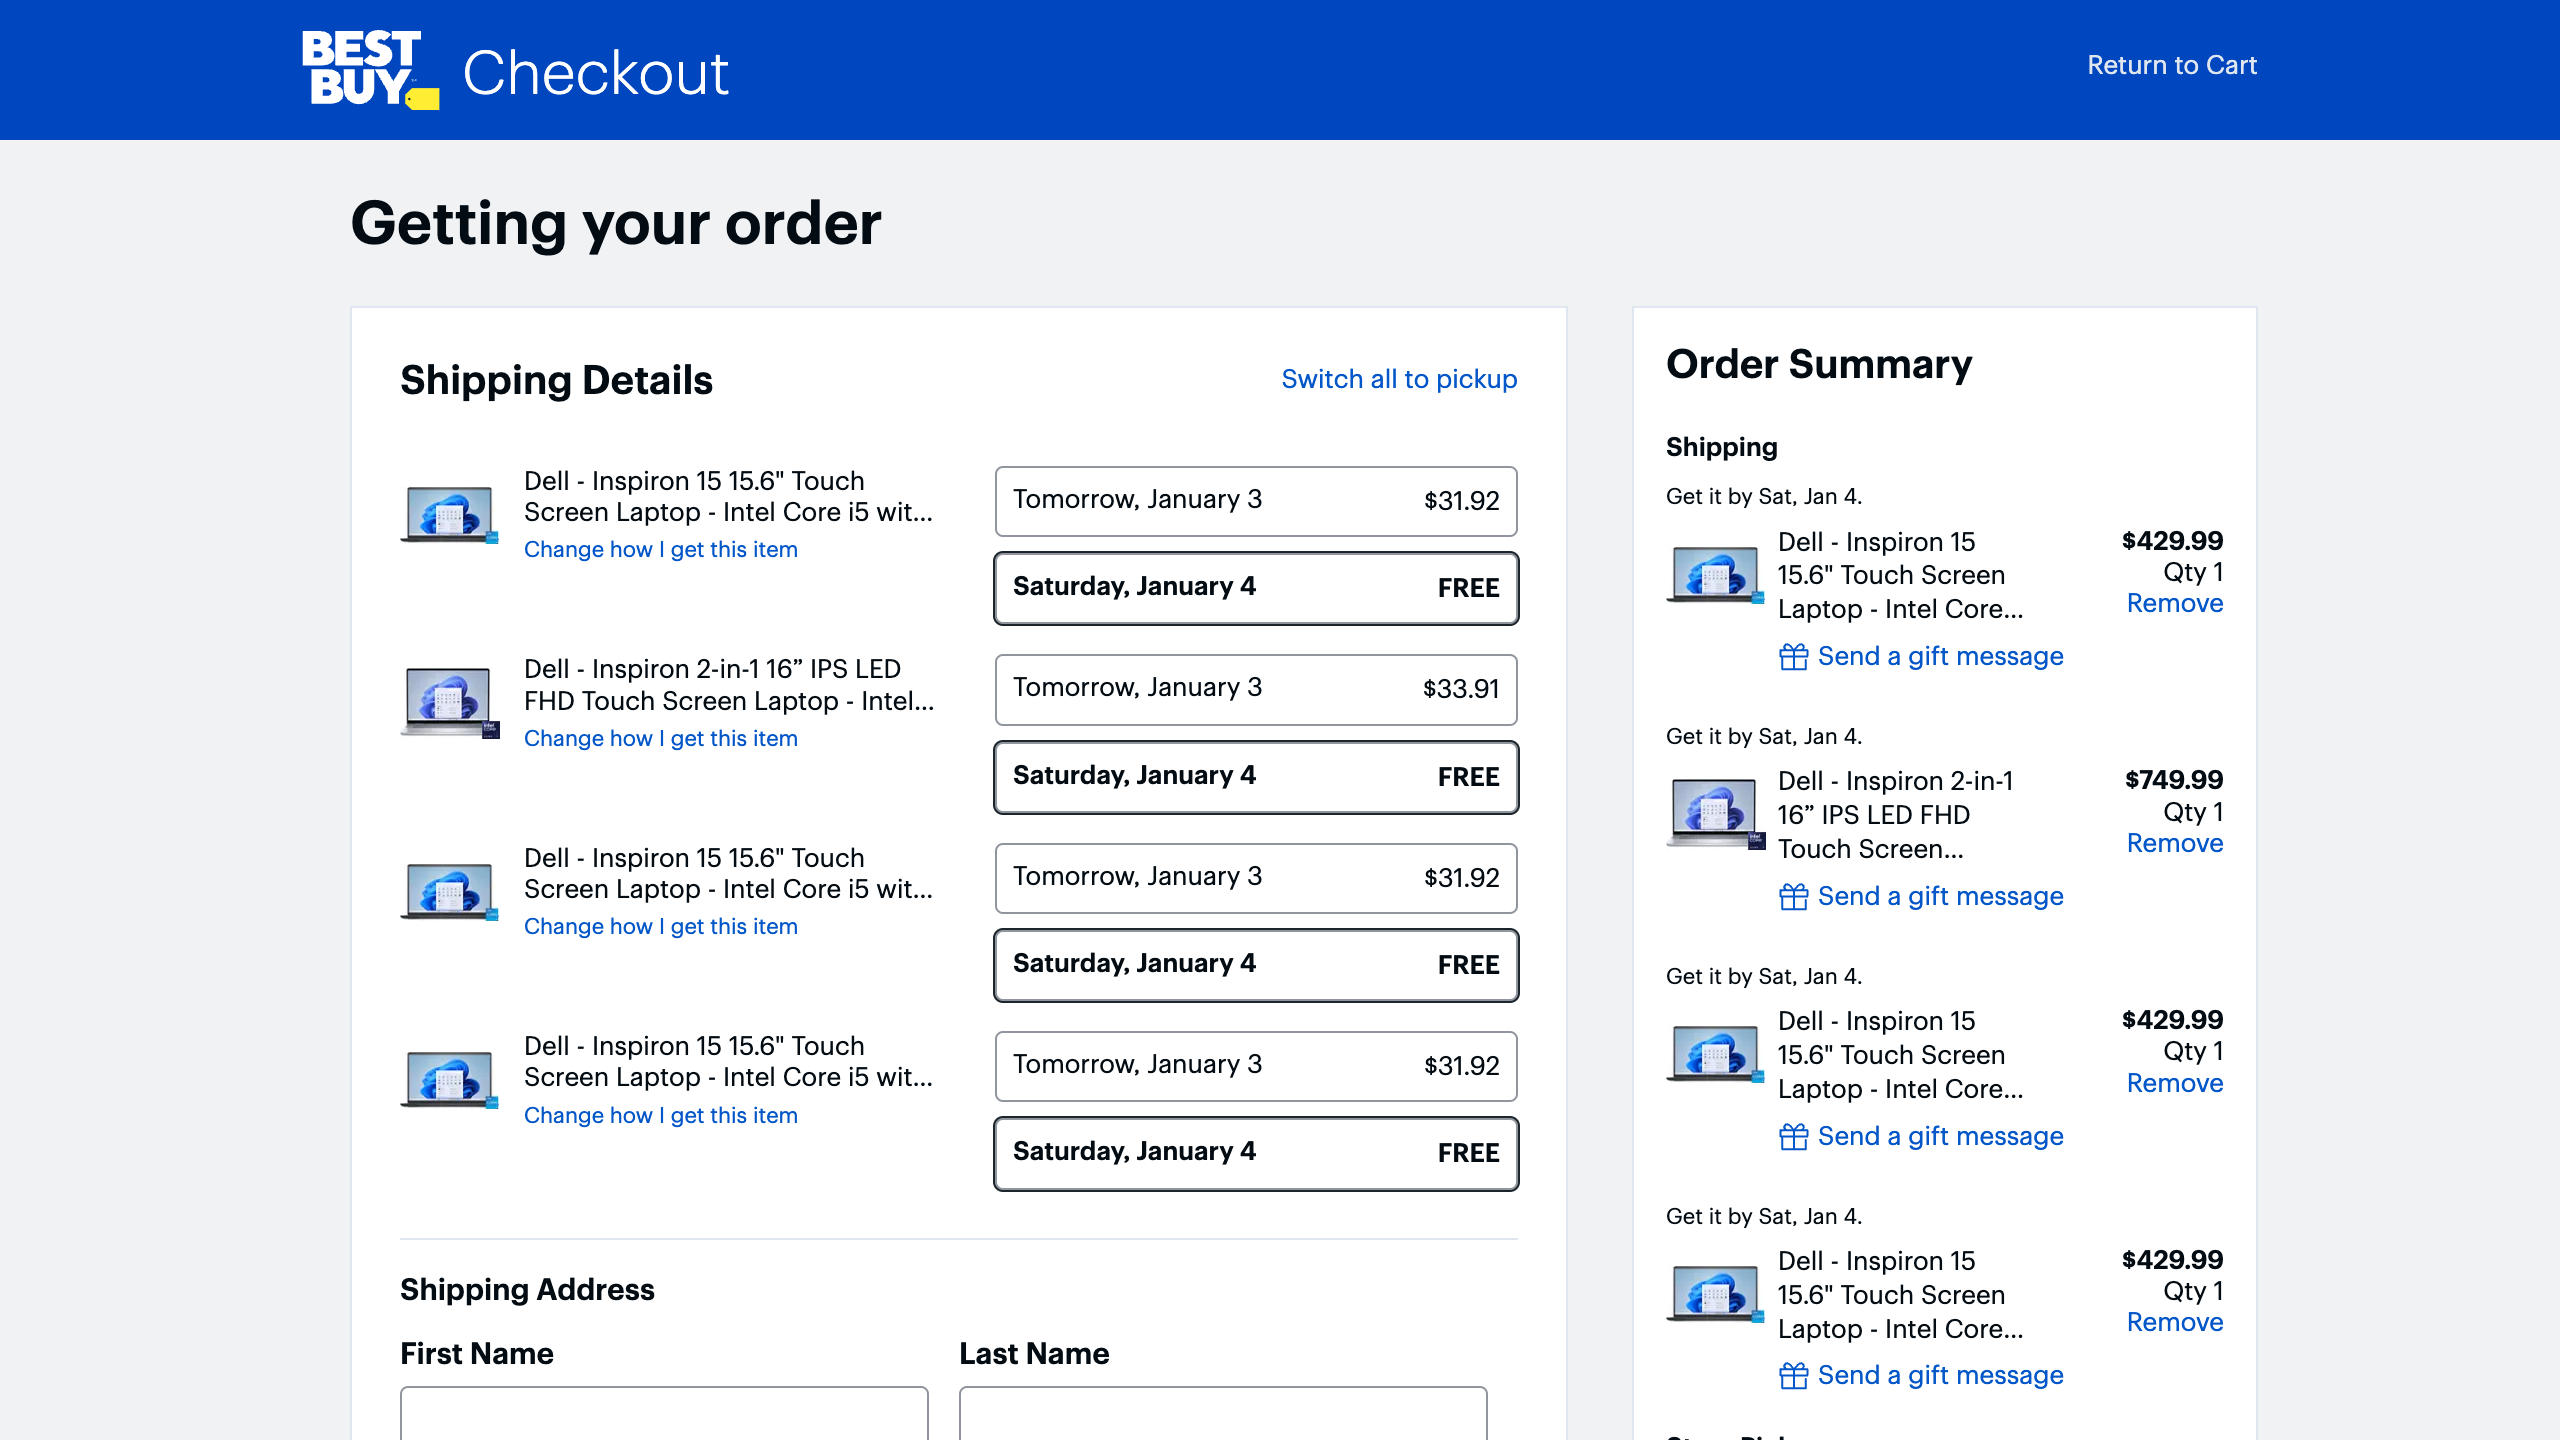 BEST
BUY
Checkout
Return to Cart
Getting your order
Shipping Details
Switch all to pickup
Dell - Inspiron 15 15.6" Touch
Screen Laptop - Intel Core i5 wit...
Change how I get this item
Tomorrow, January 3 $31.92
Saturday, January 4 FREE
Dell - Inspiron 2-in-1 16” IPS LED
FHD Touch Screen Laptop - Intel...
Change how I get this item
Tomorrow, January 3 $33.91
Saturday, January 4 FREE
Dell - Inspiron 15 15.6" Touch
Screen Laptop - Intel Core i5 wit...
Change how I get this item
Tomorrow, January 3 $31.92
Saturday, January 4 FREE
Dell - Inspiron 15 15.6" Touch
Screen Laptop - Intel Core i5 wit...
Change how I get this item
Tomorrow, January 3 $31.92
Saturday, January 4 FREE
Shipping Address
First Name
Last Name
Order Summary
Shipping
Get it by Sat, Jan 4.
Dell - Inspiron 15
15.6" Touch Screen
Laptop - Intel Core...
$429.99
Qty 1
Remove
Send a gift message
Get it by Sat, Jan 4.
Dell - Inspiron 2-in-1
16” IPS LED FHD
Touch Screen...
$749.99
Qty 1
Remove
Send a gift message
Get it by Sat, Jan 4.
Dell - Inspiron 15
15.6" Touch Screen
Laptop - Intel Core...
$429.99
Qty 1
Remove
Send a gift message
Get it by Sat, Jan 4.
Dell - Inspiron 15
15.6" Touch Screen
Laptop - Intel Core...
$429.99
Qty 1
Remove
Send a gift message